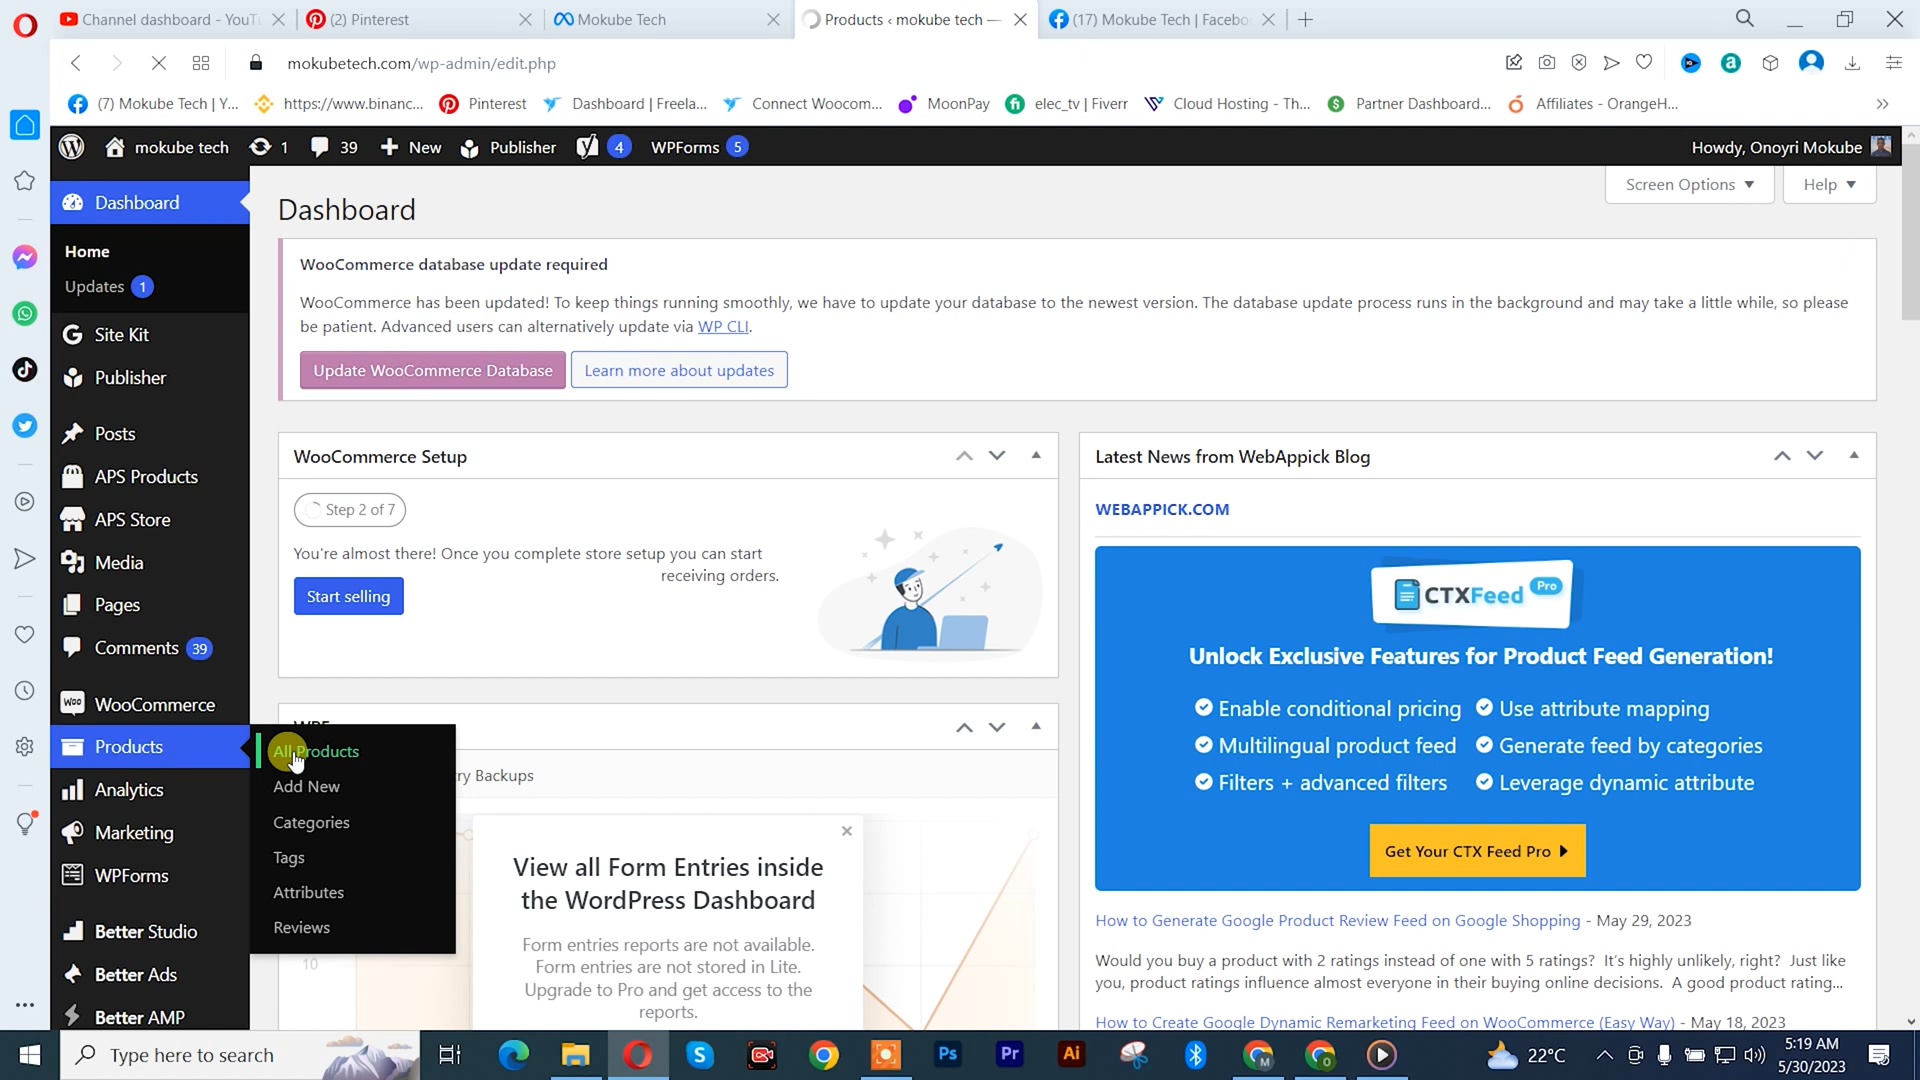 Channel dashboard - YouT
(2) Pinterest
Mokube Tech
Products ‹ mokube tech —
(17) Mokube Tech | Facebo
mokubetech.com/wp-admin/edit.php
(7) Mokube Tech | Y...
https://www.binanc...
Pinterest
Dashboard | Freela...
Connect Woocom...
MoonPay
elec_tv | Fiverr
Cloud Hosting - Th...
Partner Dashboard...
Affiliates - OrangeH...
mokube tech
1
39
New
Publisher
4
WPForms 5
Howdy, Onoyri Mokube
Screen Options
Help
Dashboard
Home
Updates 1
Site Kit
Publisher
Posts
APS Products
APS Store
Media
Pages
Comments 39
WooCommerce
Products
Analytics
Marketing
WPForms
Better Studio
Better Ads
Better AMP
All Products
Add New
Categories
Tags
Attributes
Reviews
Dashboard
WooCommerce database update required
WooCommerce has been updated! To keep things running smoothly, we have to update your database to the newest version. The database update process runs in the background and may take a little while, so please
be patient. Advanced users can alternatively update via WP CLI.
Update WooCommerce Database
Learn more about updates
WooCommerce Setup
Step 2 of 7
You're almost there! Once you complete store setup you can start
receiving orders.
Start selling
ry Backups
View all Form Entries inside
the WordPress Dashboard
Form entries reports are not available.
Form entries are not stored in Lite.
Upgrade to Pro and get access to the
reports.
10
Latest News from WebAppick Blog
WEBAPPICK.COM
CTXFeed Pro
Unlock Exclusive Features for Product Feed Generation!
Enable conditional pricing
Use attribute mapping
Multilingual product feed
Generate feed by categories
Filters + advanced filters
Leverage dynamic attribute
Get Your CTX Feed Pro
How to Generate Google Product Review Feed on Google Shopping - May 29, 2023
Would you buy a product with 2 ratings instead of one with 5 ratings? It's highly unlikely, right? Just like
you, product ratings influence almost everyone in their buying online decisions. A good product rating...
How to Create Google Dynamic Remarketing Feed on WooCommerce (Easy Way) - May 18, 2023
Type here to search
Ps
Pr
Ai
22°C
5:19 AM
5/30/2023